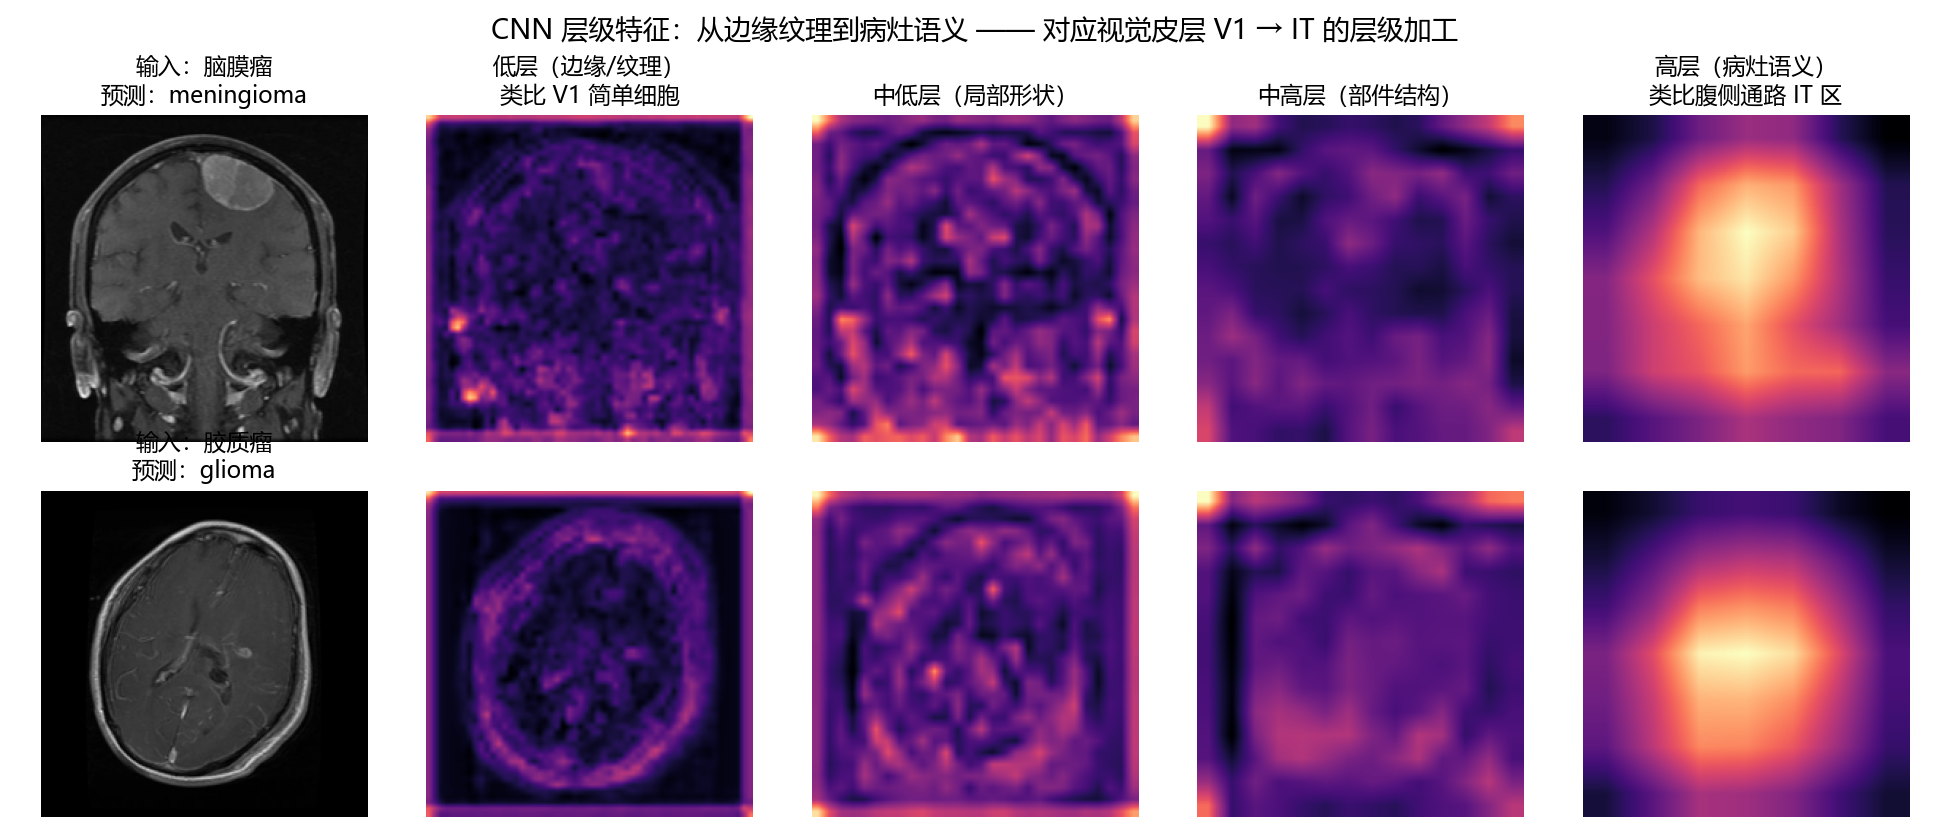 CNN 层级特征：从边缘纹理到病灶语义 —— 对应视觉皮层 V1 → IT 的层级加工
输入：脑膜瘤
预测：meningioma
低层（边缘/纹理）
类比 V1 简单细胞
中低层（局部形状）
中高层（部件结构）
高层（病灶语义）
类比腹侧通路 IT 区
输入：胶质瘤
预测：glioma